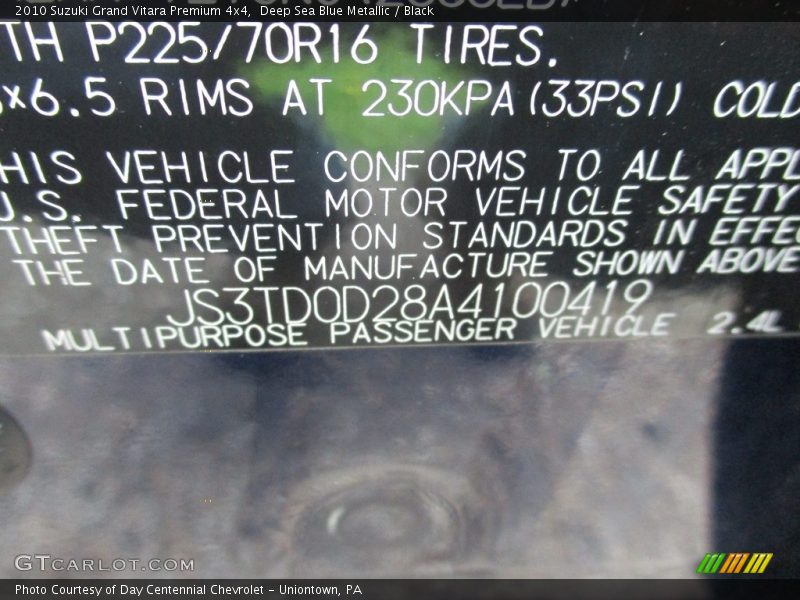 2010 Suzuki Grand Vitara Premium 4x4,  Deep Sea Blue Metallic / Black
TH P225/70R16 TIRES.
×6.5 RIMS AT 230KPA(33PSI) COLD
HIS VEHICLE CONFORMS TO ALL APPL
U.S. FEDERAL MOTOR VEHICLE SAFETY
THEFT PREVENTION STANDARDS IN EFFE
THE DATE OF MANUFACTURE SHOWN ABOVE
JS3TD0D28A4100419
MULTIPURPOSE PASSENGER VEHICLE 2.4L
GTCARLOT.COM
Photo Courtesy of Day Centennial Chevrolet - Uniontown, PA